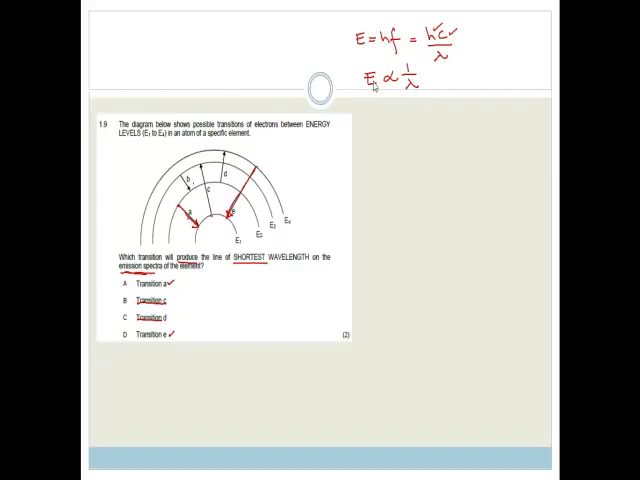 E = hf = hc/λ
E ∝ 1/λ
1.9 The diagram below shows possible transitions of electrons between ENERGY
LEVELS (E₁ to E₄) in an atom of a specific element.
b
d
c
a
e
E₄
E₃
E₂
E₁
Which transition will produce the line of SHORTEST WAVELENGTH on the
emission spectra of the element?
A Transition a ✓
B Transition c
C Transition d
D Transition e ✓ (2)